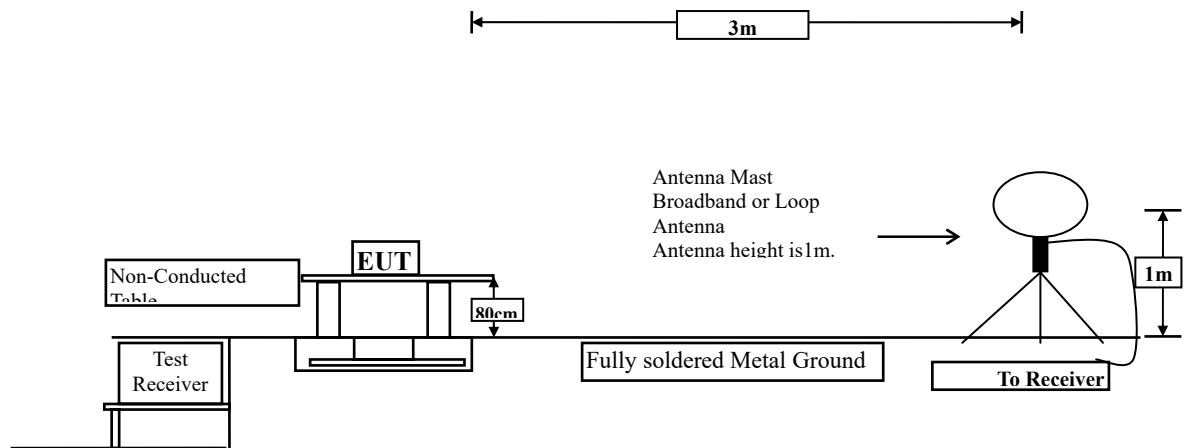 3m
Antenna Mast
Broadband or Loop
Antenna
Antenna height is1m.
EUT
Non-Conducted
Table
80cm
1m
Test
Receiver
Fully soldered Metal Ground
To Receiver